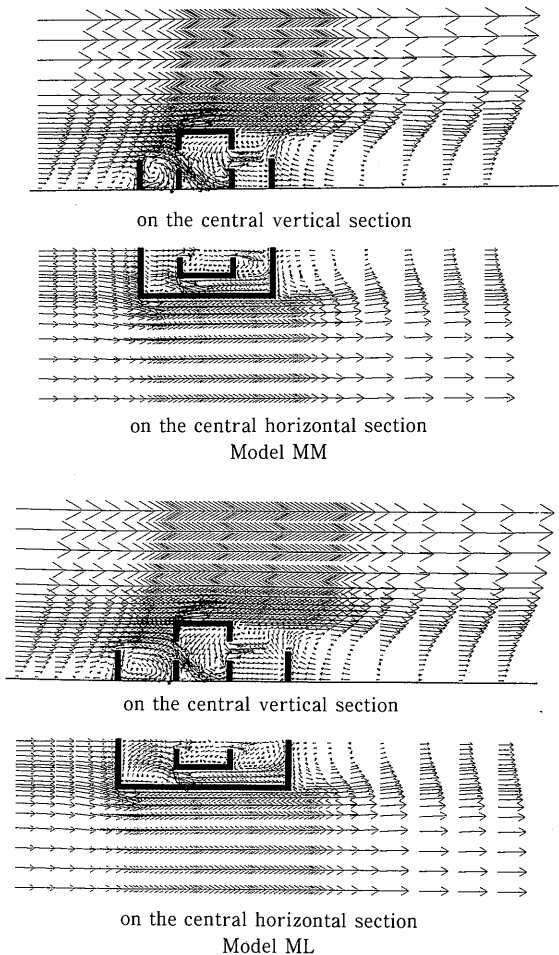 on the central vertical section
on the central horizontal section
Model MM
on the central vertical section
on the central horizontal section
Model ML